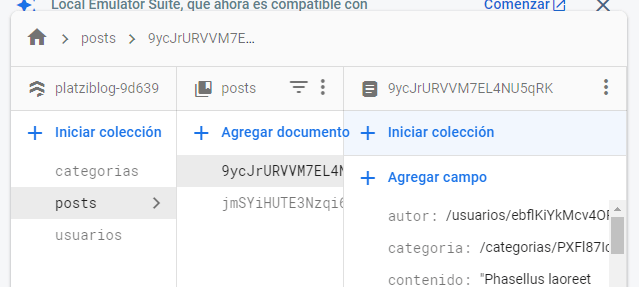 Local Emulator Suite, que ahora es compatible con
Comenzar
posts
9ycJrURVVM7E…
platziblog-9d639
posts
9ycJrURVVM7EL4NU5qRK
Iniciar colección
Agregar documento
Iniciar colección
categorias
posts
usuarios
9ycJrURVVM7EL4N
jmSYiHUTE3Nzqi6
Agregar campo
autor: /usuarios/ebflKiYkMcv4OF
categoria: /categorias/PXFl87Ic
contenido: "Phasellus laoreet